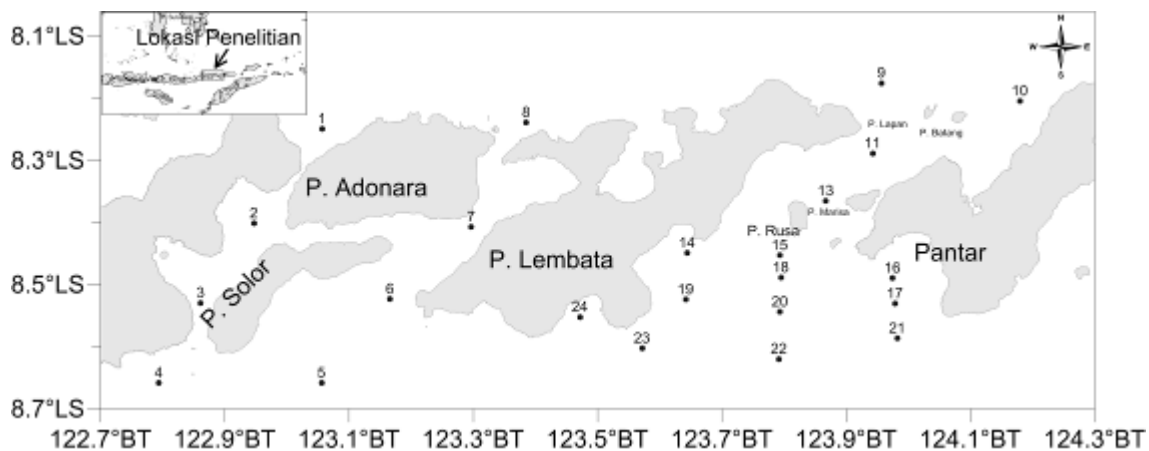 8.1°LS
Lokasi Penelitian
N
W E
S
9
10
1
8
P. Lapan
P. Batang
8.3°LS
11
P. Adonara
13
P. Marisa
2
7
P. Rusa
14
15
P. Lembata
Pantar
8.5°LS
P. Solor
3
6
18
16
19
17
24
20
23
21
22
4
5
8.7°LS
122.7°BT 122.9°BT 123.1°BT 123.3°BT 123.5°BT 123.7°BT 123.9°BT 124.1°BT 124.3°BT